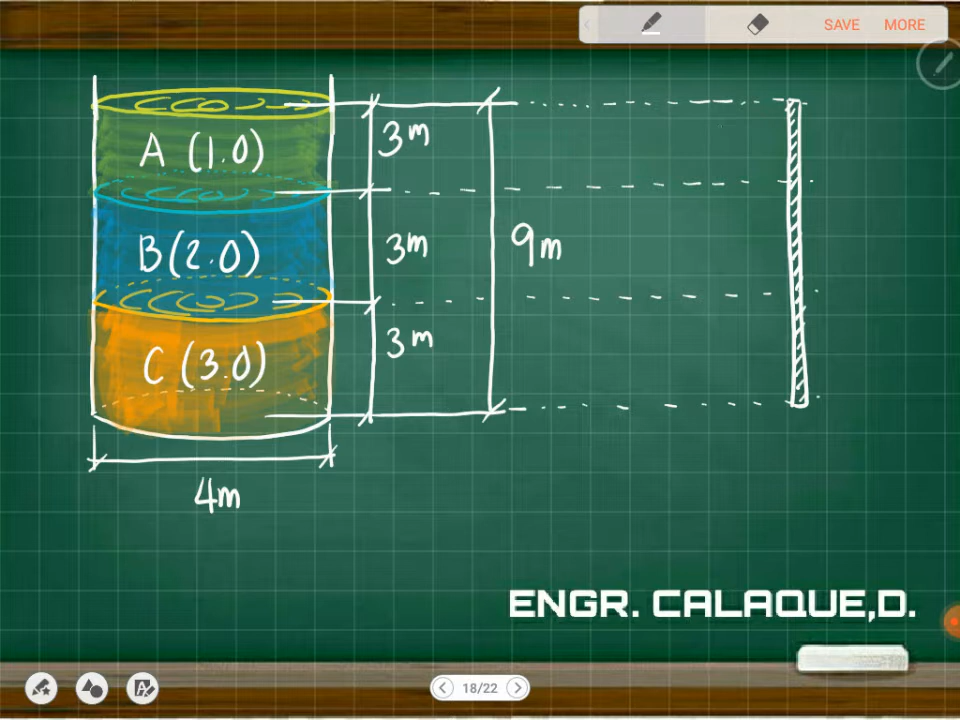 SAVE MORE
A (1.0)
3m
B(2.0)
3m
9m
C (3.0)
3m
4m
ENGR. CALAQUE,D.
18/22